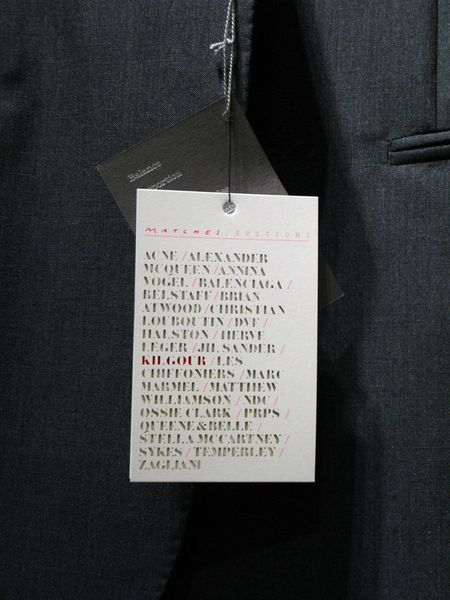 Balance
MATCHES/EDITIONS
ACNE / ALEXANDER
MCQUEEN / ANNINA
VOGEL / BALENCIAGA /
BELSTAFF / BRIAN
ATWOOD / CHRISTIAN
LOUBOUTIN / DVF /
HALSTON / HERVE
LEGER / JIL SANDER /
KILGOUR / LES
CHIFFONIERS / MARC
MARMEL / MATTHEW
WILLIAMSON / NDC /
OSSIE CLARK / PRPS /
QUEENE&BELLE /
STELLA MCCARTNEY /
SYKES / TEMPERLEY /
ZAGLIANI